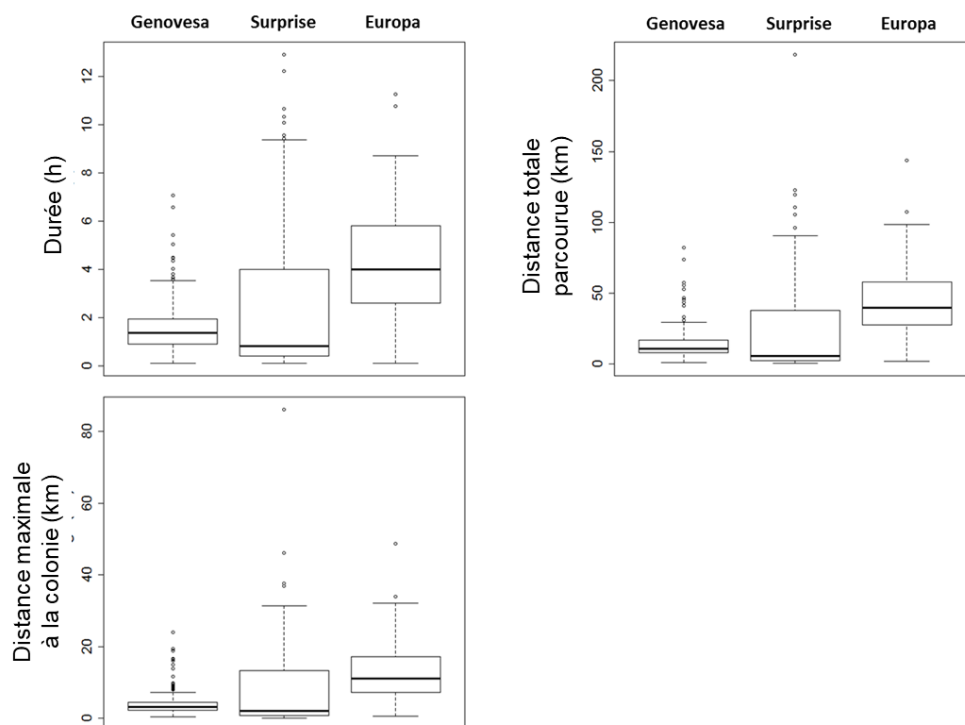 Genovesa Surprise Europa
Durée (h)
0 2 4 6 8 10 12
Genovesa Surprise Europa
Distance totale
parcourue (km)
0 50 100 150 200
Distance maximale
à la colonie (km)
0 20 40 60 80